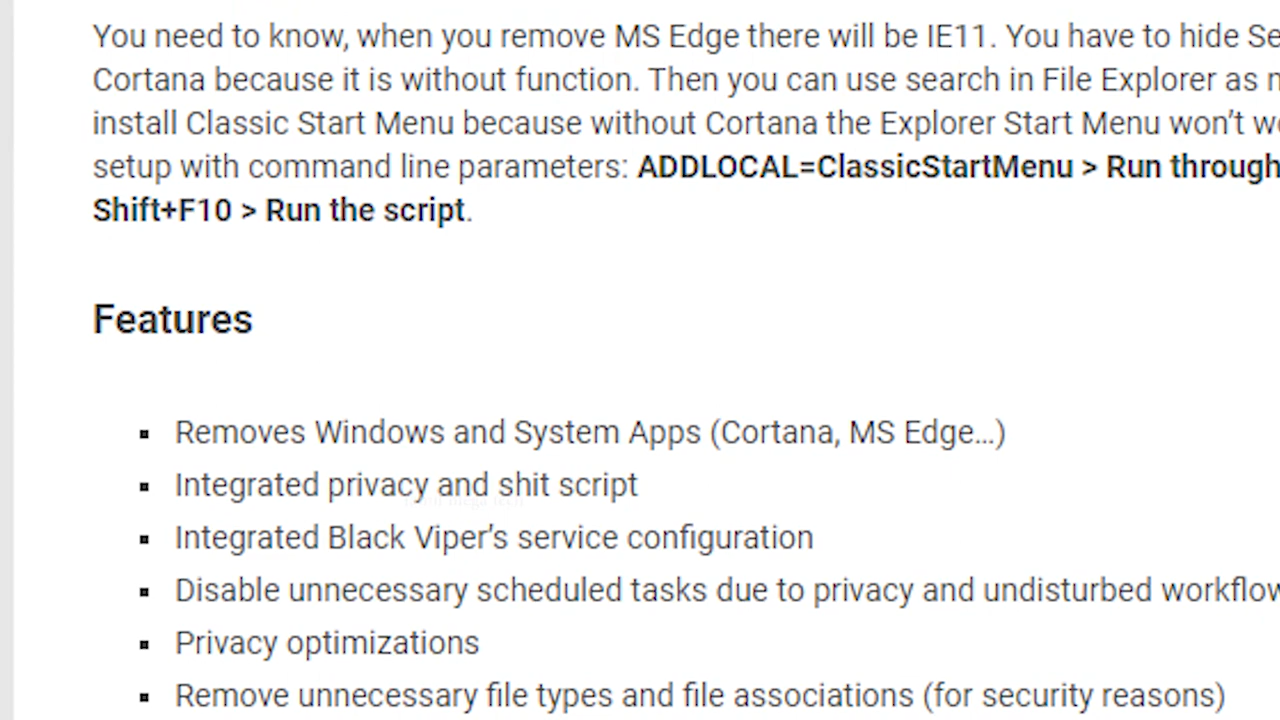 You need to know, when you remove MS Edge there will be IE11. You have to hide Se
Cortana because it is without function. Then you can use search in File Explorer as
install Classic Start Menu because without Cortana the Explorer Start Menu won’t
setup with command line parameters: ADDLOCAL=ClassicStartMenu > Run through
Shift+F10 > Run the script.
Features
▪ Removes Windows and System Apps (Cortana, MS Edge…)
▪ Integrated privacy and shit script
▪ Integrated Black Viper’s service configuration
▪ Disable unnecessary scheduled tasks due to privacy and undisturbed workflow
▪ Privacy optimizations
▪ Remove unnecessary file types and file associations (for security reasons)